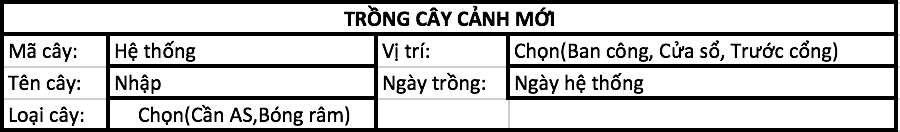 TRỒNG CÂY CẢNH MỚI
Mã cây: Hệ thống Vị trí: Chọn(Ban công, Cửa sổ, Trước cổng)
Tên cây: Nhập Ngày trồng: Ngày hệ thống
Loại cây: Chọn(Cần AS,Bóng râm)